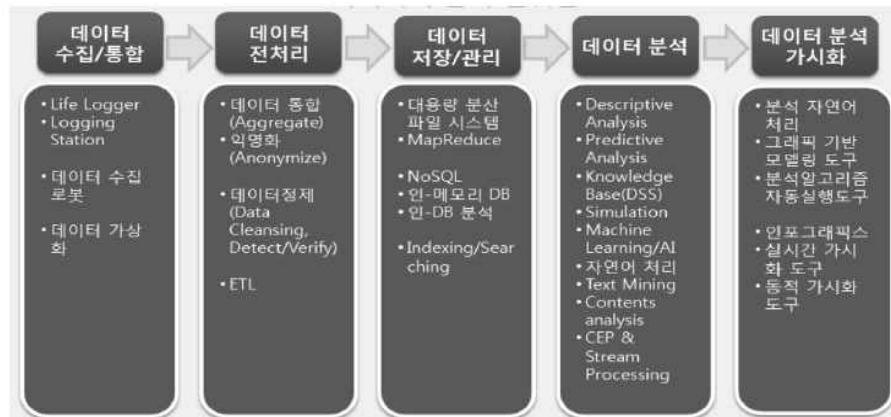 데이터
수집/통합
데이터
전처리
데이터
저장/관리
데이터 분석
데이터 분석
가시화
• Life Logger
• Logging
Station
• 데이터 수집
로봇
• 데이터 가상
화
• 데이터 통합
(Aggregate)
• 익명화
(Anonymize)
• 데이터정제
(Data
Cleansing,
Detect/Verify)
• ETL
• 대용량 분산
파일 시스템
• MapReduce
• NoSQL
• 인-메모리 DB
• 인-DB 분석
• Indexing/Sear
ching
• Descriptive
Analysis
• Predictive
Analysis
• Knowledge
Base(DSS)
• Simulation
• Machine
Learning/AI
• 자연어 처리
• Text Mining
• Contents
analysis
• CEP &
Stream
Processing
• 분석 자연어
처리
• 그래픽 기반
모델링 도구
• 분석알고리즘
자동실행도구
• 인포그래픽스
• 실시간 가시
화 도구
• 동적 가시화
도구